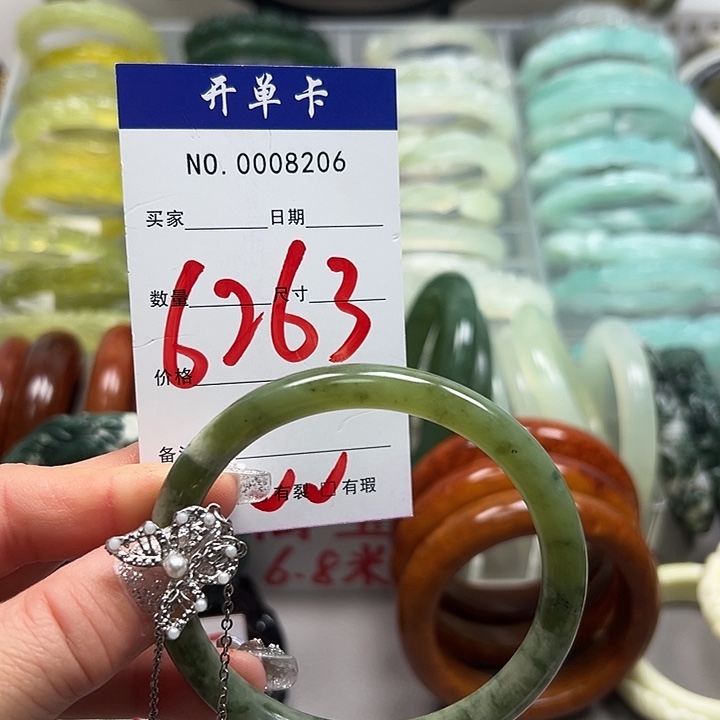 开单卡
NO. 0008206
买家 日期
数量 尺寸
6263
价格
备
有裂 □ 有瑕
6.8米